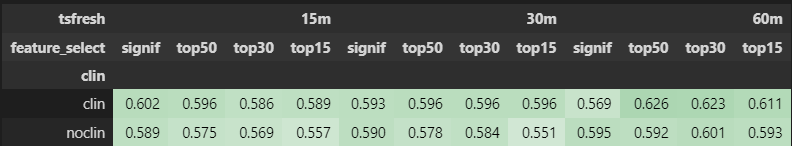 tsfresh 15m 30m 60m
feature_select signif top50 top30 top15 signif top50 top30 top15 signif top50 top30 top15
clin
clin 0.602 0.596 0.586 0.589 0.593 0.596 0.596 0.596 0.569 0.626 0.623 0.611
noclin 0.589 0.575 0.569 0.557 0.590 0.578 0.584 0.551 0.595 0.592 0.601 0.593